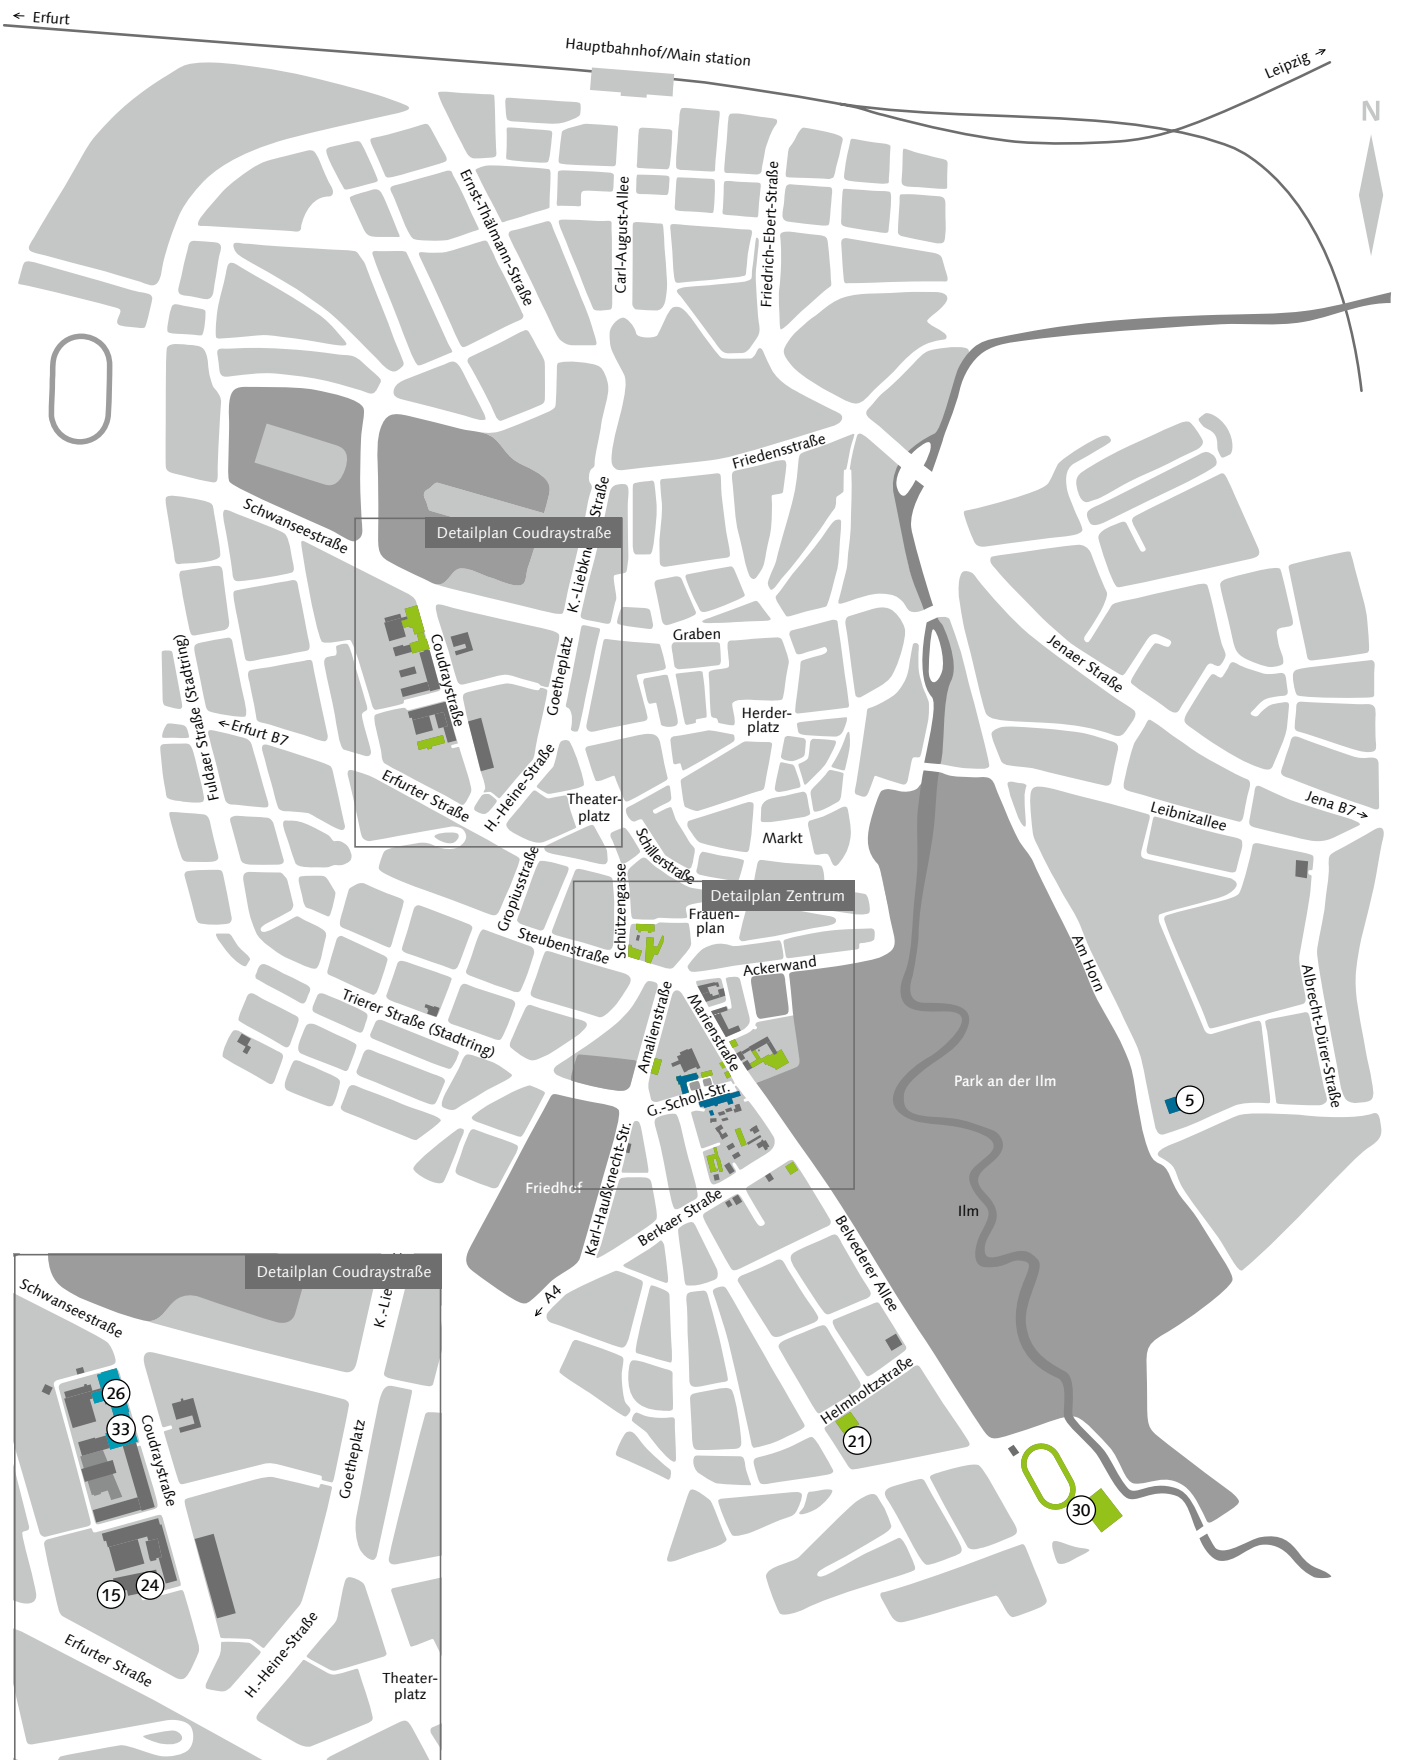 ← Erfurt
Hauptbahnhof/Main station
Leipzig →
N
Ernst-Thälmann-Straße
Carl-August-Allee
Friedrich-Ebert-Straße
Friedensstraße
Schwanseestraße
Detailplan Coudraystraße
K.-Liebkn
Straße
Coudraystraße
Goetheplatz
Graben
Jenaer Straße
Fuldaer Straße (Stadtring)
← Erfurt B7
Herder-
platz
Erfurter Straße
H.-Heine-Straße
Theater-
platz
Markt
Leibnizallee
Jena B7 →
Schillerstraße
Gropiusstraße
Schützengasse
Detailplan Zentrum
Frauen-
plan
Steubenstraße
Ackerwand
Am Horn
Albrecht-Dürer-Straße
Trierer Straße (Stadtring)
Amalienstraße
Marienstraße
G.-Scholl-Str.
Park an der Ilm
5
Friedhof
Karl-Haußknecht-Str.
Berkaer Straße
Ilm
Belvederer Allee
← A4
Helmholtzstraße
21
30
Detailplan Coudraystraße
Schwanseestraße
K.-Lie
26
33
Coudraystraße
Goetheplatz
15
24
Erfurter Straße
H.-Heine-Straße
Theater-
platz